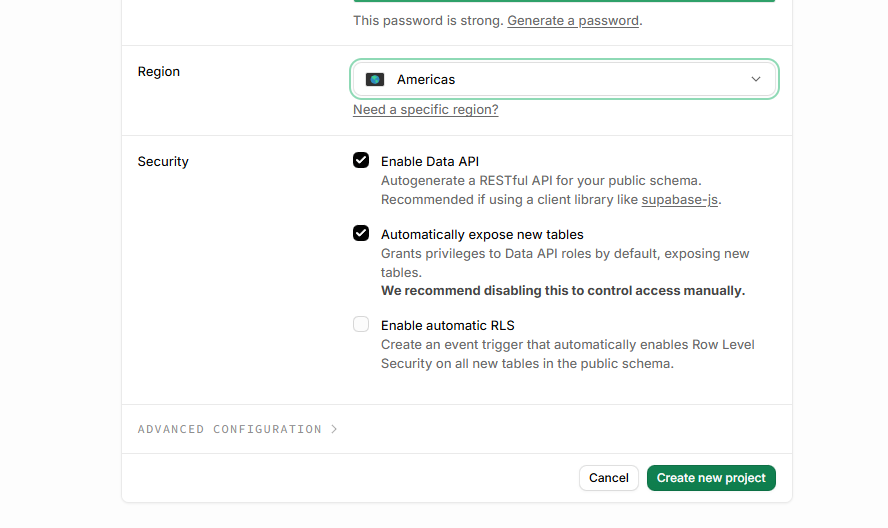 This password is strong. Generate a password.
Region
Americas
Need a specific region?
Security
Enable Data API
Autogenerate a RESTful API for your public schema.
Recommended if using a client library like supabase-js.
Automatically expose new tables
Grants privileges to Data API roles by default, exposing new
tables.
We recommend disabling this to control access manually.
Enable automatic RLS
Create an event trigger that automatically enables Row Level
Security on all new tables in the public schema.
ADVANCED CONFIGURATION
Cancel
Create new project